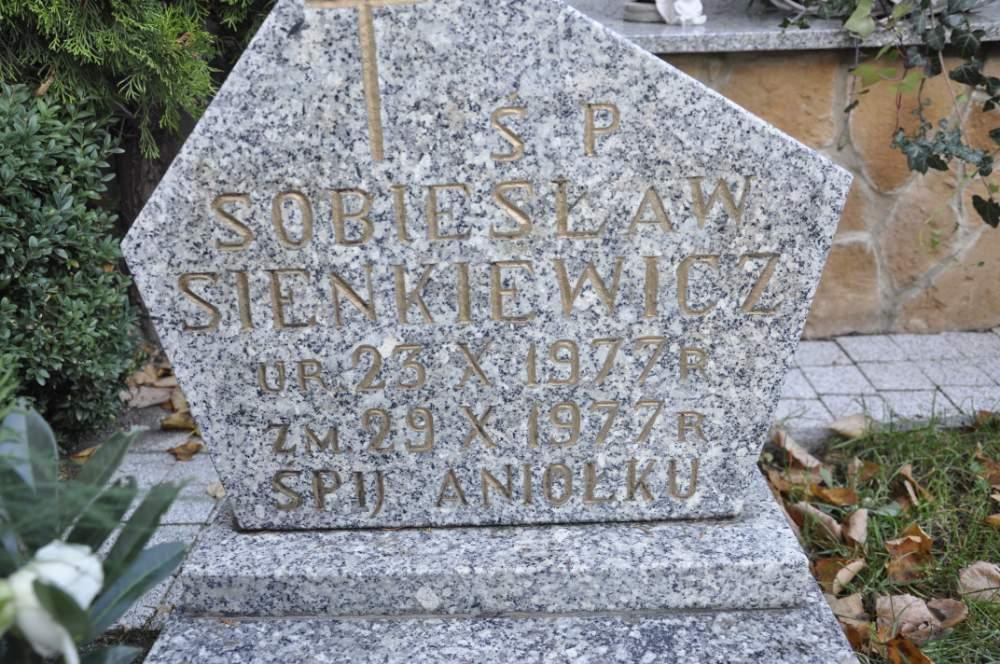 Ś P
SOBIESŁAW
SIENKIEWICZ
UR. 23 X 1977 R
ZM 29 X 1977 R
ŚPIJ ANIOŁKU